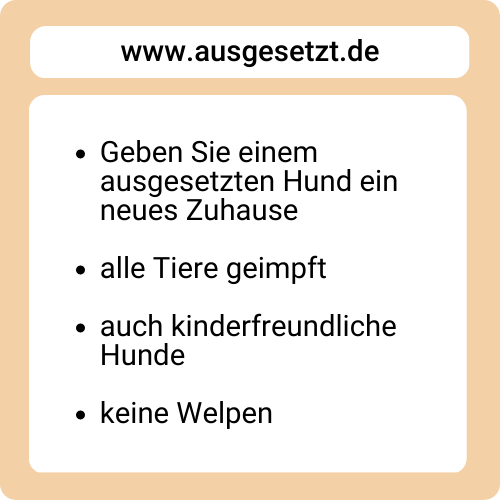 www.ausgesetzt.de
• Geben Sie einem
ausgesetzten Hund ein
neues Zuhause
• alle Tiere geimpft
• auch kinderfreundliche
Hunde
• keine Welpen